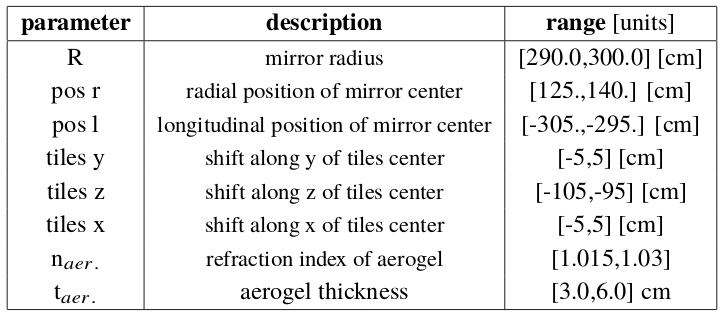 parameter description range [units]
R mirror radius [290.0,300.0] [cm]
pos r radial position of mirror center [125.,140.] [cm]
pos l longitudinal position of mirror center [-305.,-295.] [cm]
tiles y shift along y of tiles center [-5,5] [cm]
tiles z shift along z of tiles center [-105,-95] [cm]
tiles x shift along x of tiles center [-5,5] [cm]
n_aer. refraction index of aerogel [1.015,1.03]
t_aer. aerogel thickness [3.0,6.0] cm